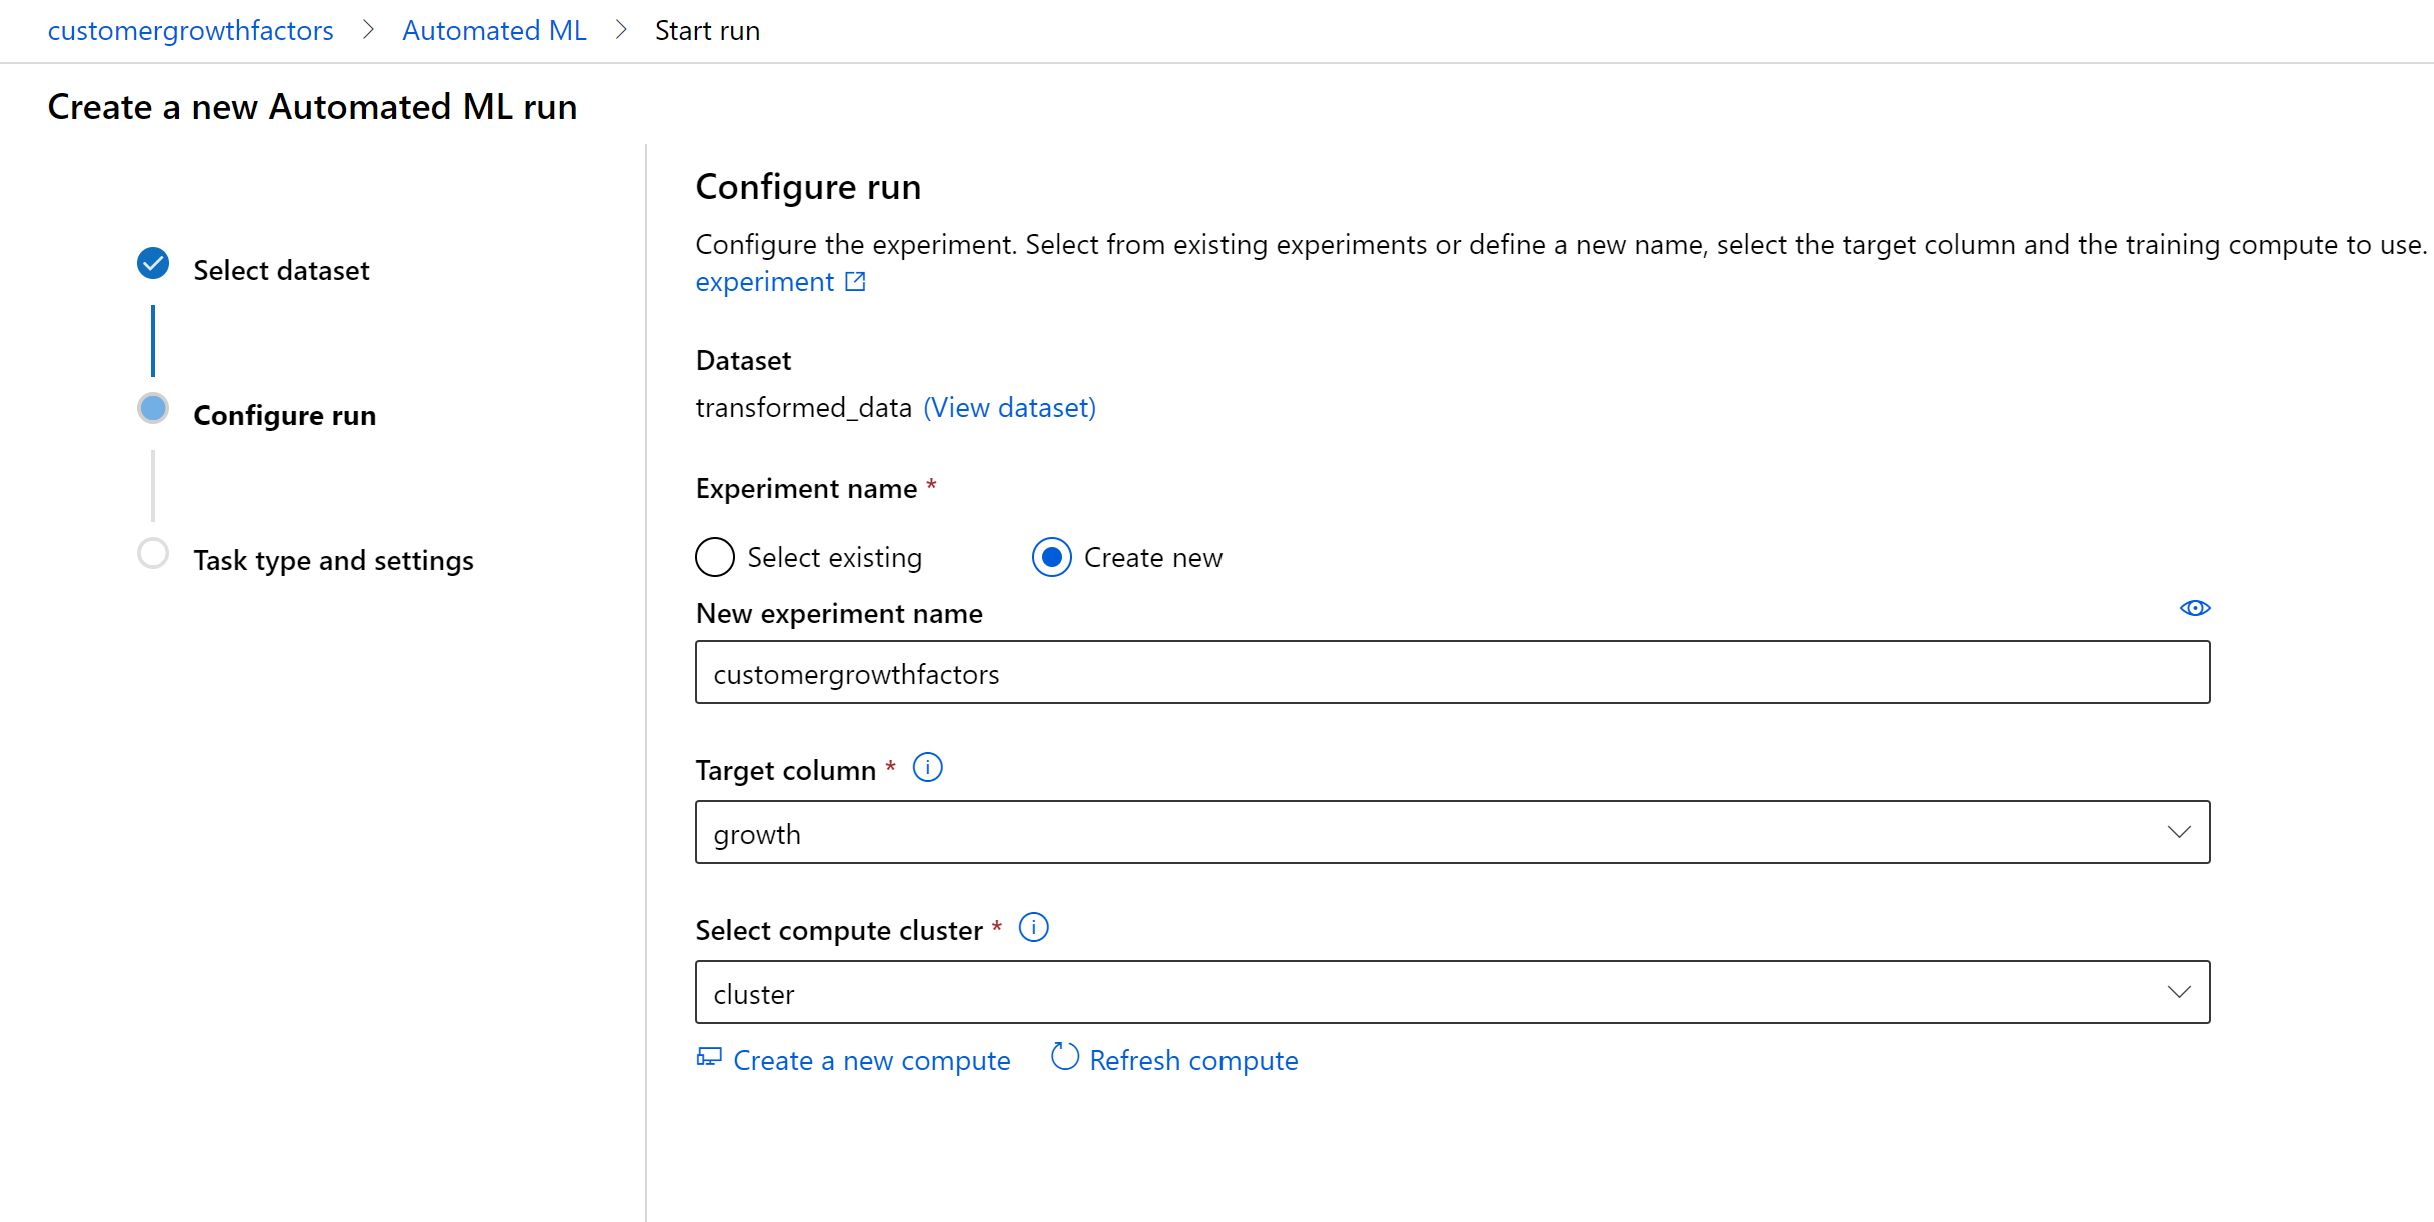 customergrowthfactors > Automated ML > Start run
Create a new Automated ML run
Select dataset
Configure run
Task type and settings
Configure run
Configure the experiment. Select from existing experiments or define a new name, select the target column and the training compute to use.
experiment
Dataset
transformed_data (View dataset)
Experiment name *
Select existing Create new
New experiment name
customergrowthfactors
Target column *
growth
Select compute cluster *
cluster
Create a new compute Refresh compute